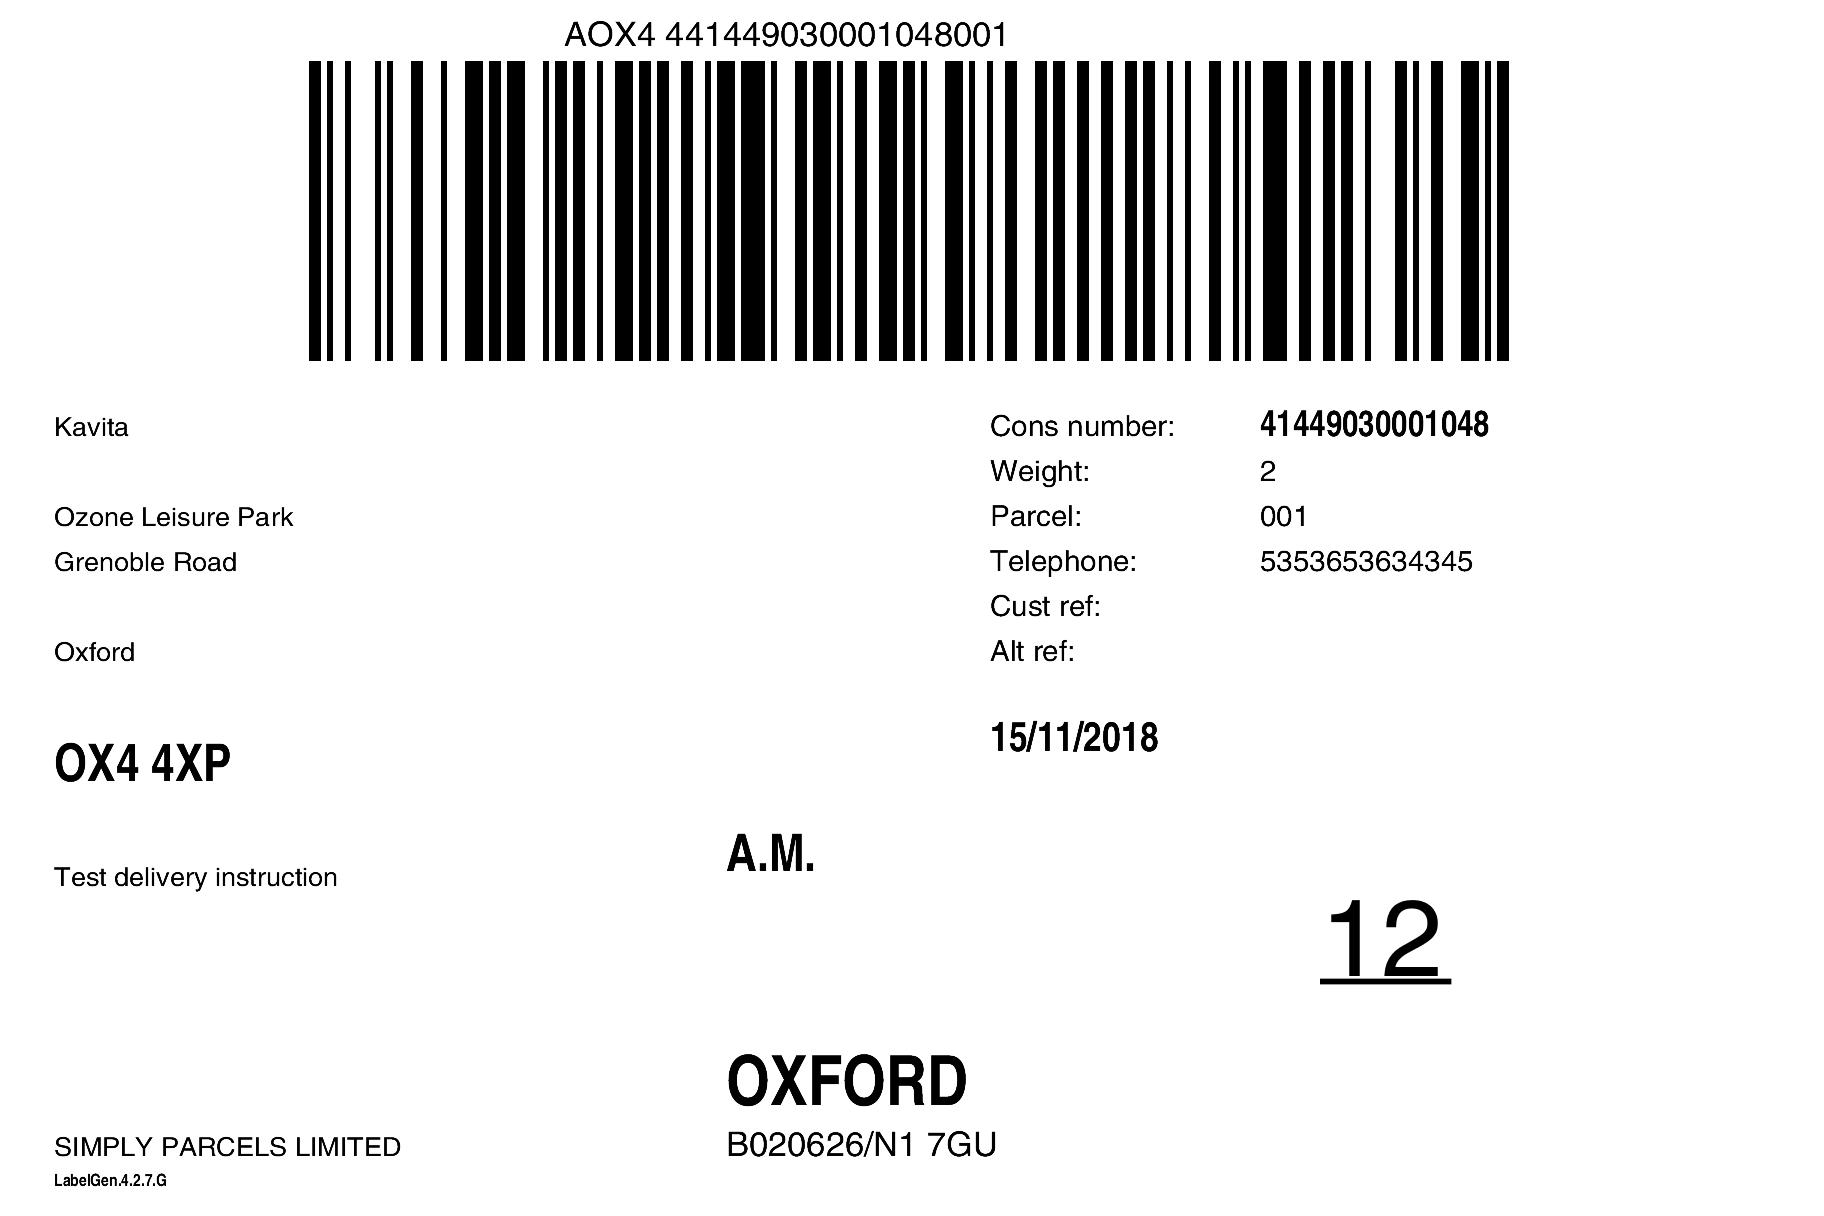 AOX4 441449030001048001
Kavita
Cons number: 41449030001048
Weight: 2
Ozone Leisure Park
Parcel: 001
Grenoble Road
Telephone: 5353653634345
Cust ref:
Oxford
Alt ref:
15/11/2018
OX4 4XP
A.M.
Test delivery instruction
12
OXFORD
SIMPLY PARCELS LIMITED
B020626/N1 7GU
LabelGen.4.2.7.G